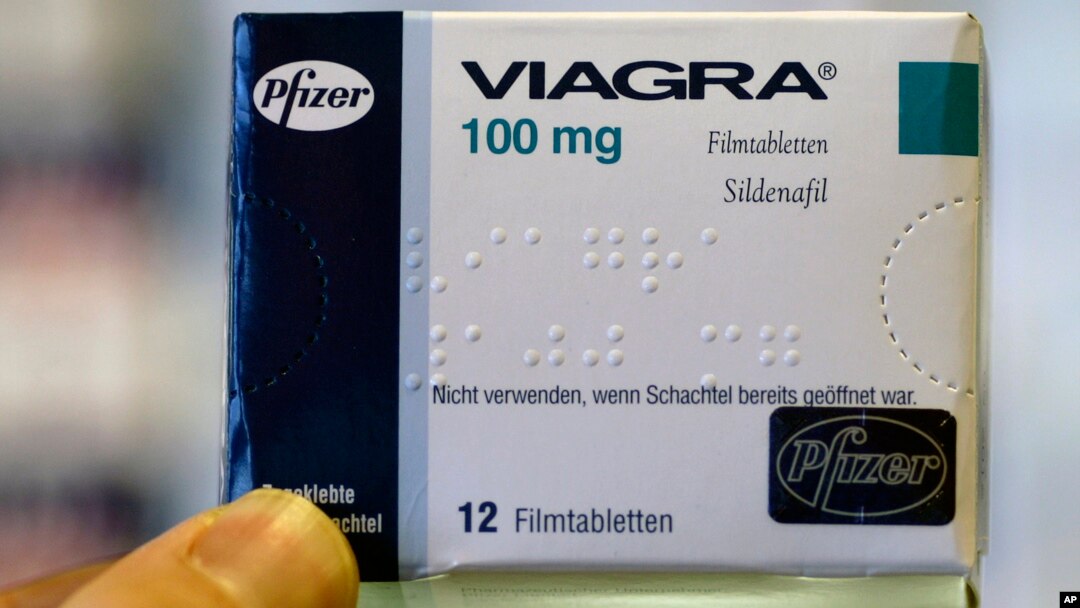 Pfizer
VIAGRA®
100 mg
Filmtabletten
Sildenafil
Nicht verwenden, wenn Schachtel bereits geöffnet war.
Pfizer
12 Filmtabletten
AP